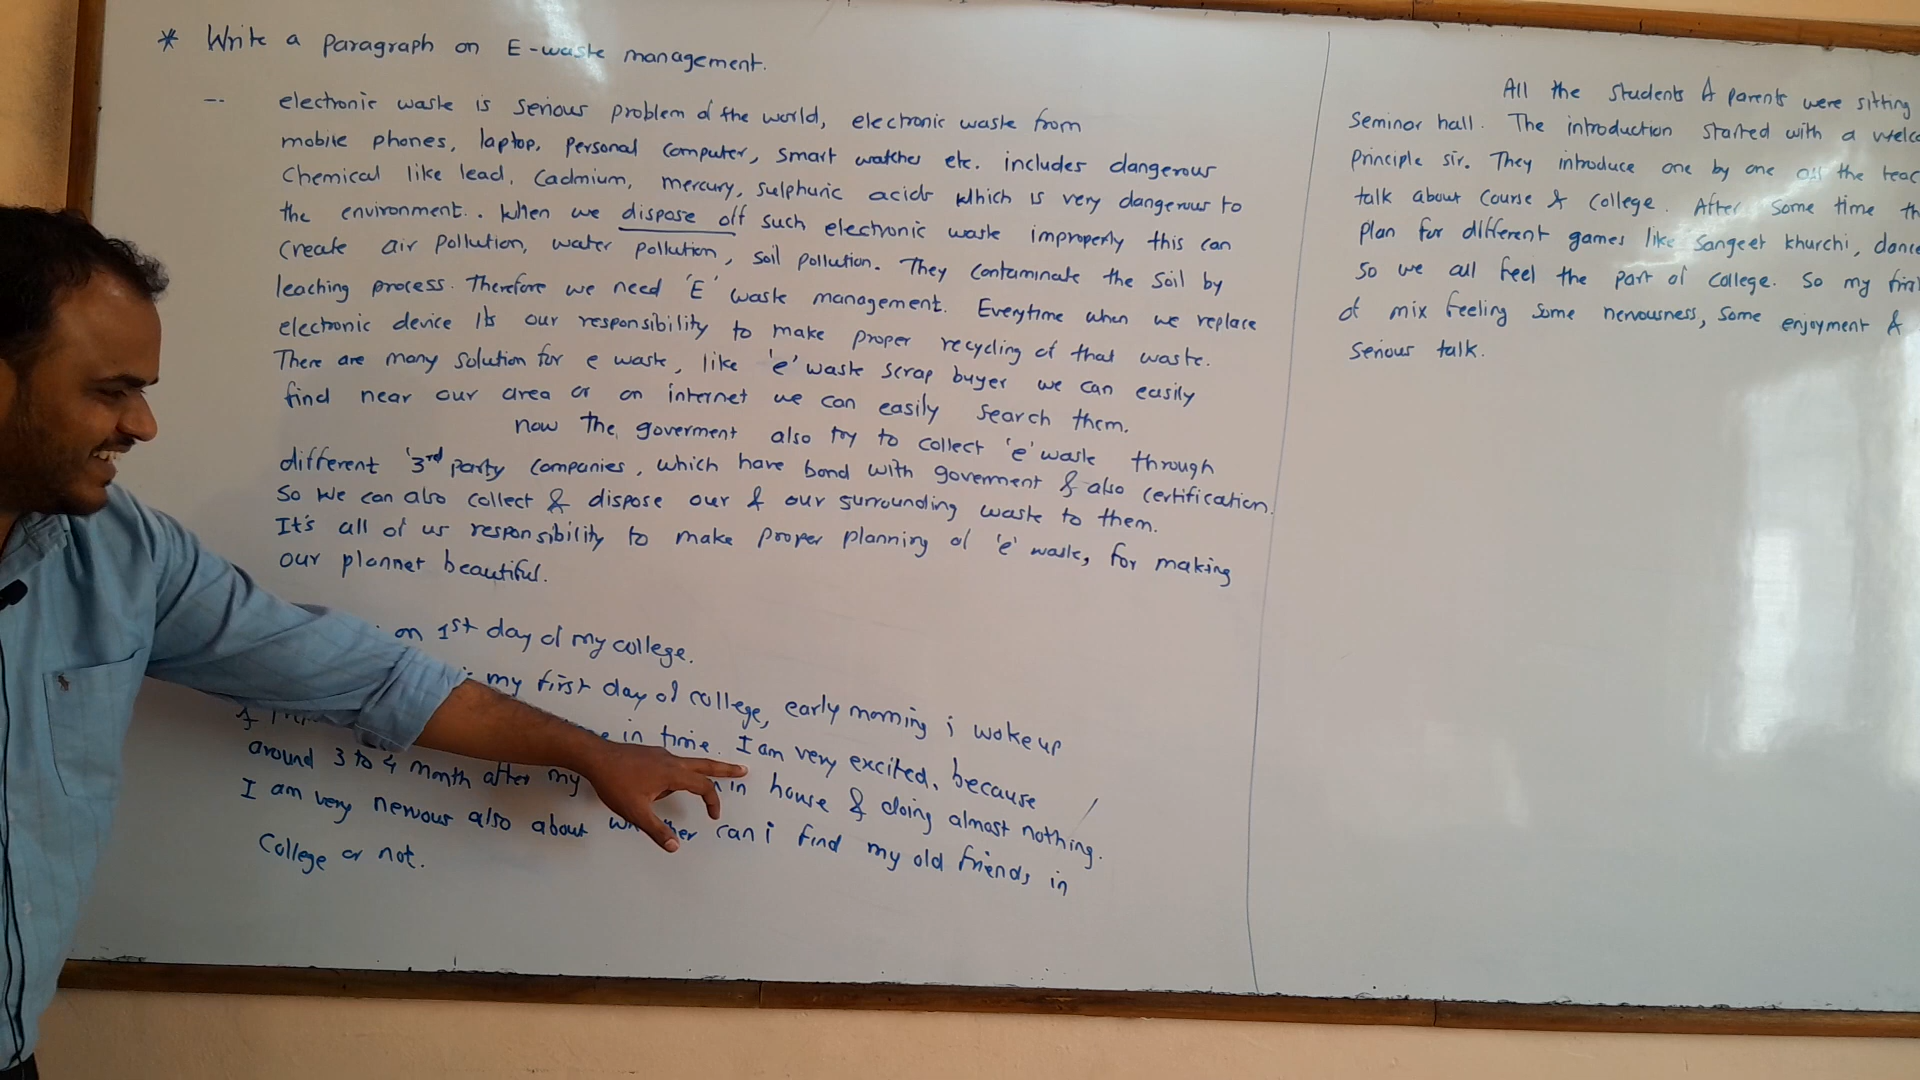 * Write a paragraph on E-waste management.
-- electronic waste is serious problem of the world, electronic waste from
mobile phones, laptop, personal computer, smart watches etc. includes dangerous
chemical like lead, cadmium, mercury, sulphuric acids which is very dangerous to
the environment.. When we dispose off such electronic waste improperly this can
create air pollution, water pollution, soil pollution. They contaminate the soil by
leaching process. Therefore we need 'E' waste management. Everytime when we replace
electronic device its our responsibility to make proper recycling of that waste.
There are many solution for e waste, like 'e' waste scrap buyer we can easily
find near our area or on internet we can easily search them.
now the goverment also try to collect 'e' waste through
different '3rd party companies, which have bond with goverment & also certification.
So we can also collect & dispose our & our surrounding waste to them.
It's all of us responsibility to make proper planning of 'e' waste, for making
our plannet beautiful.
on 1st day of my college.
my first day of college, early morning i wokeup
& in time. I am very excited, because
around 3 to 4 month after my in house & doing almost nothing.
I am very nervous also about whether can i find my old friends in
College or not.
All the students & parents were sitting
Seminor hall. The introduction started with a
principle sir. They introduce one by one all the
talk about course & college. After some time
plan for different games like Sangeet khurchi,
So we all feel the part of college. So my
of mix feeling some nervousness, some enjoyment &
Serious talk.